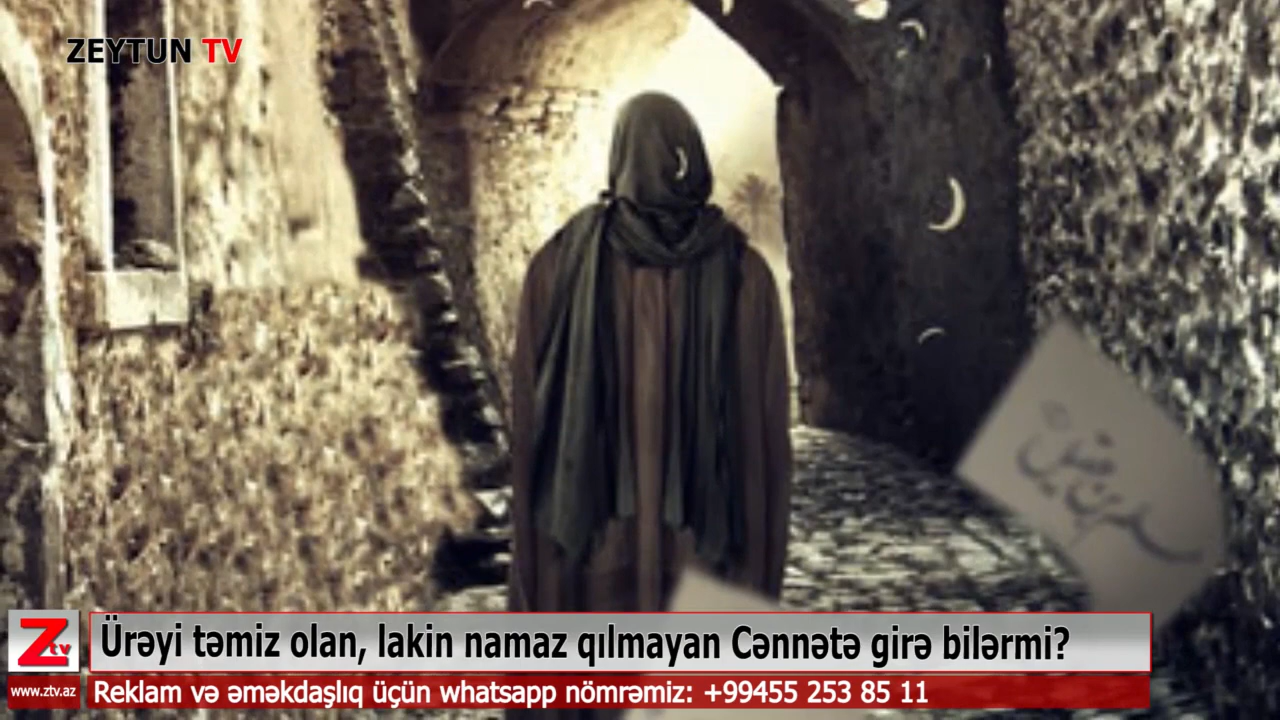 ZEYTUN TV
Z tv
Ürəyi təmiz olan, lakin namaz qılmayan Cənnətə girə bilərmi?
www.ztv.az
Reklam və əməkdaşlıq üçün whatsapp nömrəmiz: +99455 253 85 11